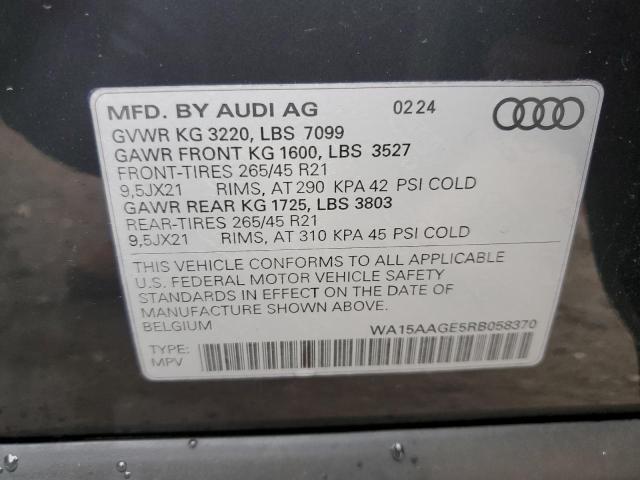 MFD. BY AUDI AG 02 24
GVWR KG 3220, LBS 7099
GAWR FRONT KG 1600, LBS 3527
FRONT-TIRES 265/45 R21
9,5JX21 RIMS, AT 290 KPA 42 PSI COLD
GAWR REAR KG 1725, LBS 3803
REAR-TIRES 265/45 R21
9,5JX21 RIMS, AT 310 KPA 45 PSI COLD
THIS VEHICLE CONFORMS TO ALL APPLICABLE
U.S. FEDERAL MOTOR VEHICLE SAFETY
STANDARDS IN EFFECT ON THE DATE OF
MANUFACTURE SHOWN ABOVE.
BELGIUM WA15AAGE5RB058370
TYPE:
MPV